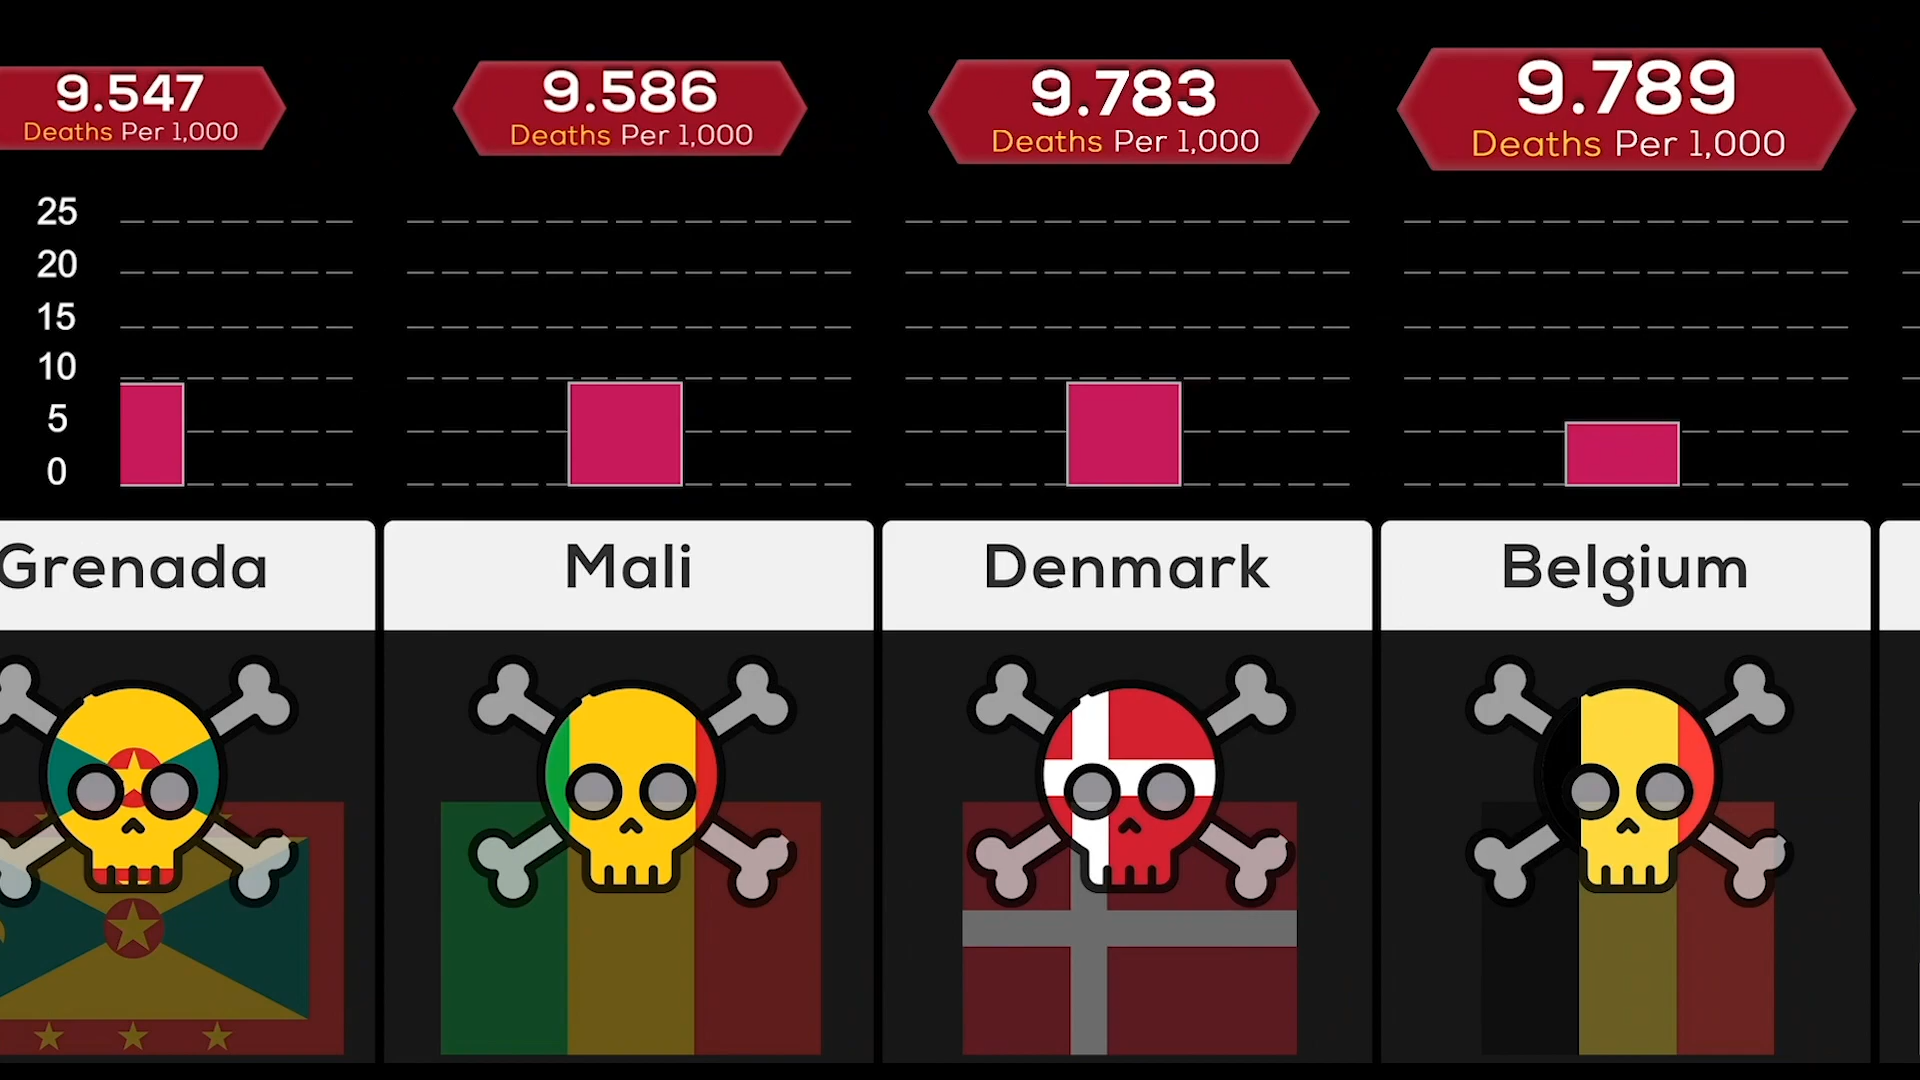 9.547
Deaths Per 1,000
9.586
Deaths Per 1,000
9.783
Deaths Per 1,000
9.789
Deaths Per 1,000
25
20
15
10
5
0
Grenada
Mali
Denmark
Belgium